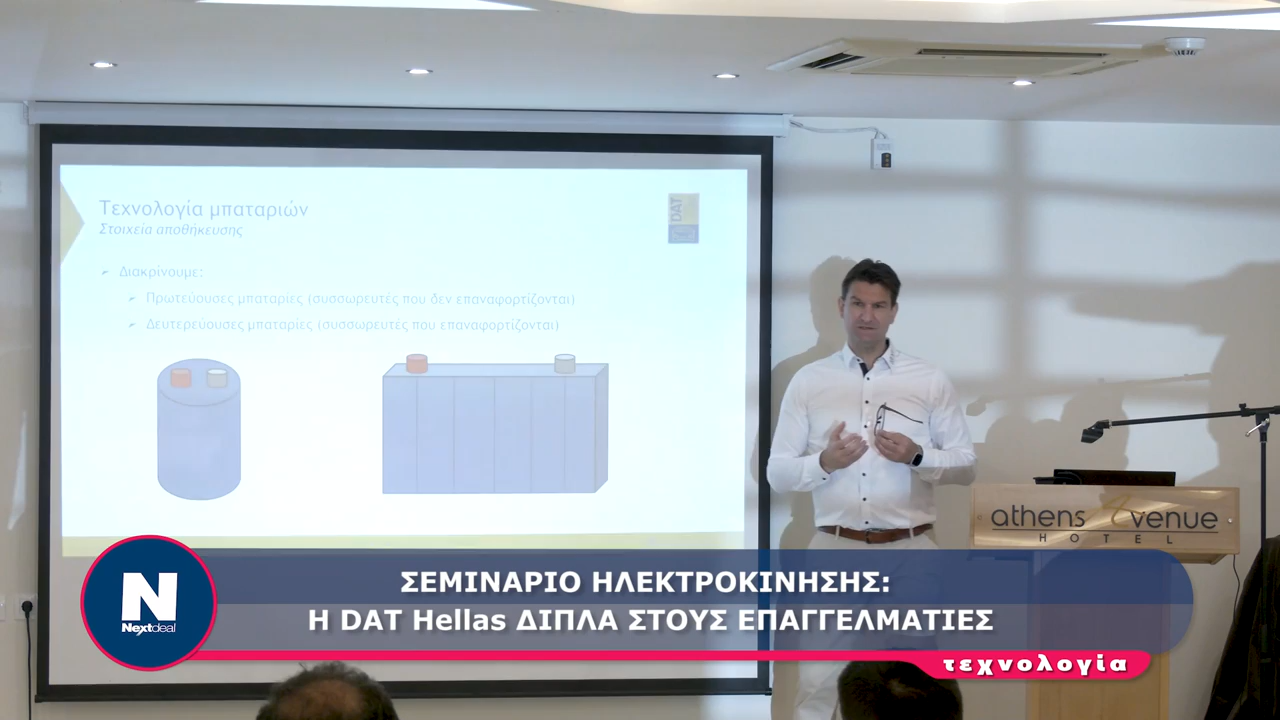 Τεχνολογία μπαταριών
Στοιχεία αποθήκευσης
DAT
Διακρίνουμε:
Πρωτεύουσες μπαταρίες (συσσωρευτές που δεν επαναφορτίζονται)
Δευτερεύουσες μπαταρίες (συσσωρευτές που επαναφορτίζονται)
athens Avenue
HOTEL
ΣΕΜΙΝΑΡΙΟ ΗΛΕΚΤΡΟΚΙΝΗΣΗΣ:
Η DAT Hellas ΔΙΠΛΑ ΣΤΟΥΣ ΕΠΑΓΓΕΛΜΑΤΙΕΣ
N
Nextdeal
τεχνολογία